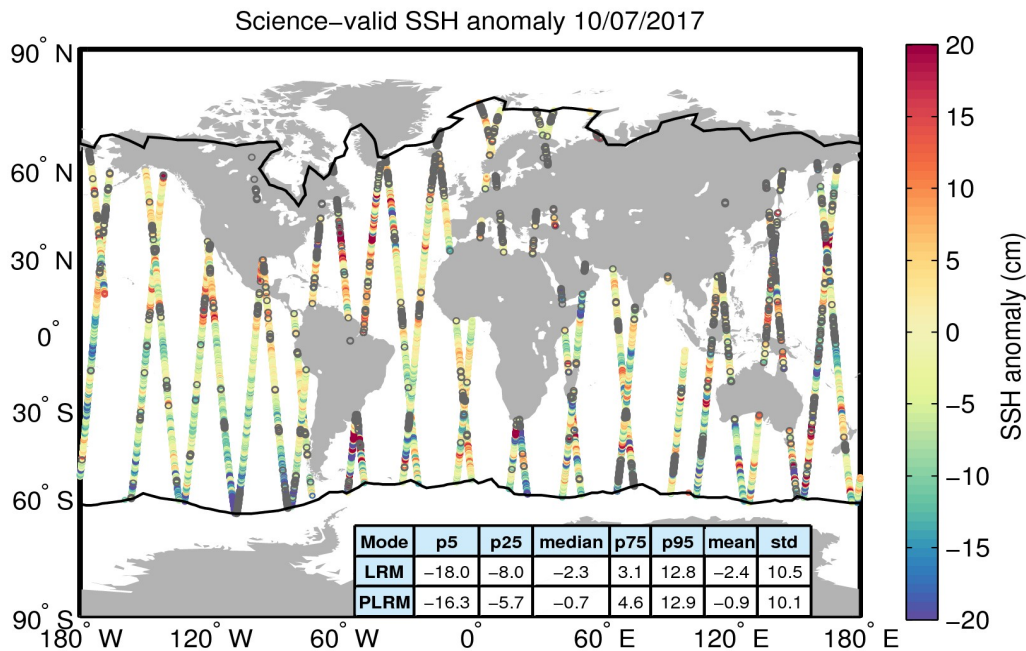 Science−valid SSH anomaly 10/07/2017
90° N
60° N
30° N
0°
30° S
60° S
90° S
180° W
120° W
60° W
0°
60° E
120° E
180° E
Mode p5 p25 median p75 p95 mean std
LRM −18.0 −8.0 −2.3 3.1 12.8 −2.4 10.5
PLRM −16.3 −5.7 −0.7 4.6 12.9 −0.9 10.1
20
15
10
5
0
−5
−10
−15
−20
SSH anomaly (cm)